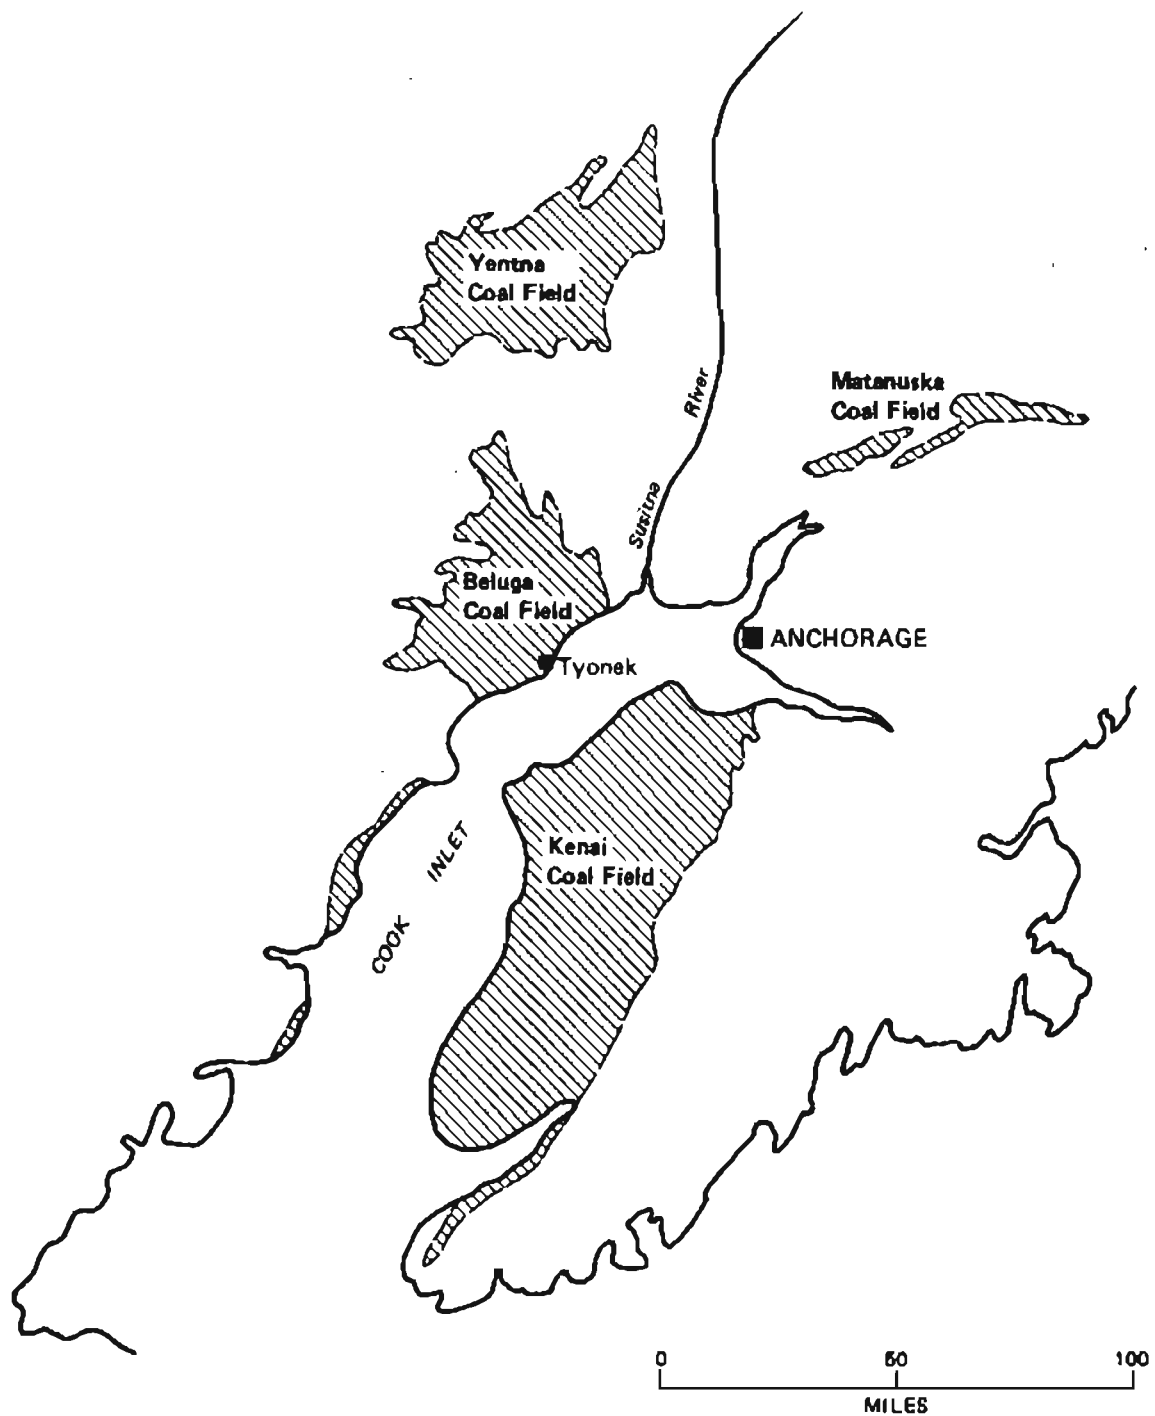 Yentna
Coal Field
River
Matanuska
Coal Field
Susitna
Beluga
Coal Field
ANCHORAGE
Tyonek
Kenai
Coal Field
COOK INLET
0 50 100
MILES